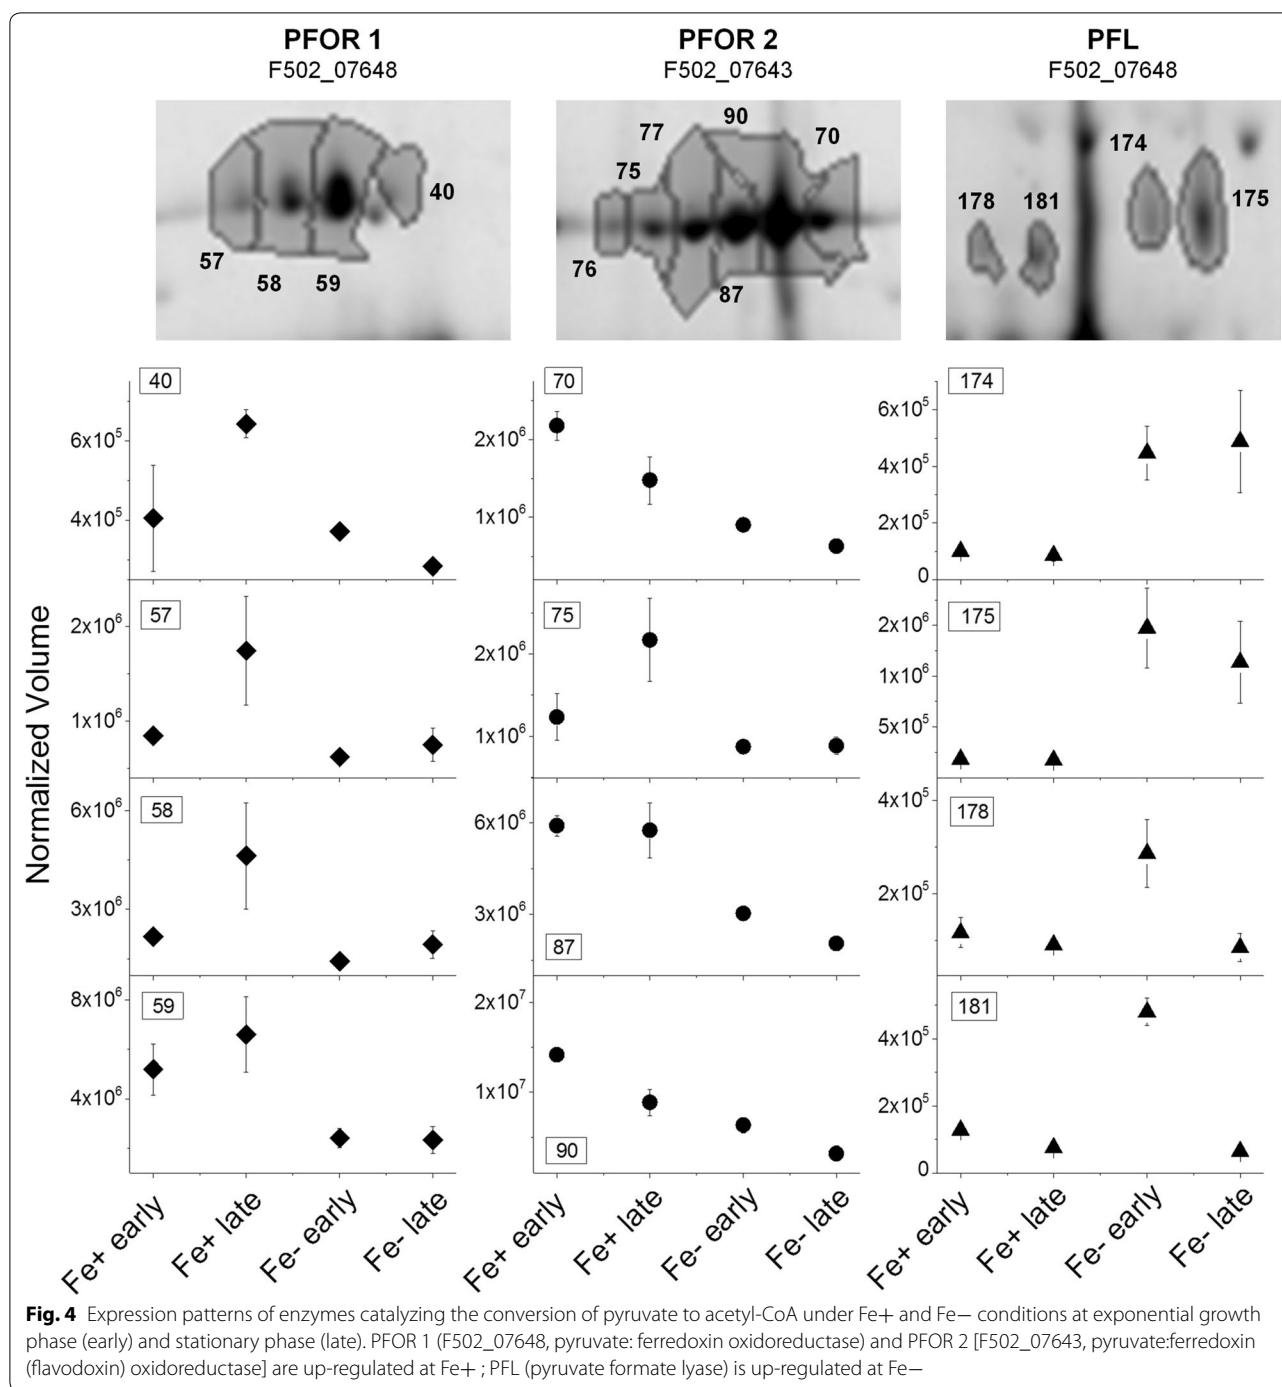 PFOR 1
F502_07648
PFOR 2
F502_07643
PFL
F502_07648
40
57
58
59
90
77
70
75
76
87
174
178
181
175
Normalized Volume
40
6x10⁵
4x10⁵
70
2x10⁶
1x10⁶
174
6x10⁵
4x10⁵
2x10⁵
0
57
2x10⁶
1x10⁶
75
2x10⁶
1x10⁶
175
2x10⁶
1x10⁶
5x10⁵
58
6x10⁶
3x10⁶
87
6x10⁶
3x10⁶
178
4x10⁵
2x10⁵
59
8x10⁶
4x10⁶
90
2x10⁷
1x10⁷
181
4x10⁵
2x10⁵
0
Fe+ early
Fe+ late
Fe- early
Fe- late
Fe+ early
Fe+ late
Fe- early
Fe- late
Fe+ early
Fe+ late
Fe- early
Fe- late
Fig. 4 Expression patterns of enzymes catalyzing the conversion of pyruvate to acetyl-CoA under Fe+ and Fe− conditions at exponential growth
phase (early) and stationary phase (late). PFOR 1 (F502_07648, pyruvate: ferredoxin oxidoreductase) and PFOR 2 [F502_07643, pyruvate:ferredoxin
(flavodoxin) oxidoreductase] are up-regulated at Fe+ ; PFL (pyruvate formate lyase) is up-regulated at Fe−